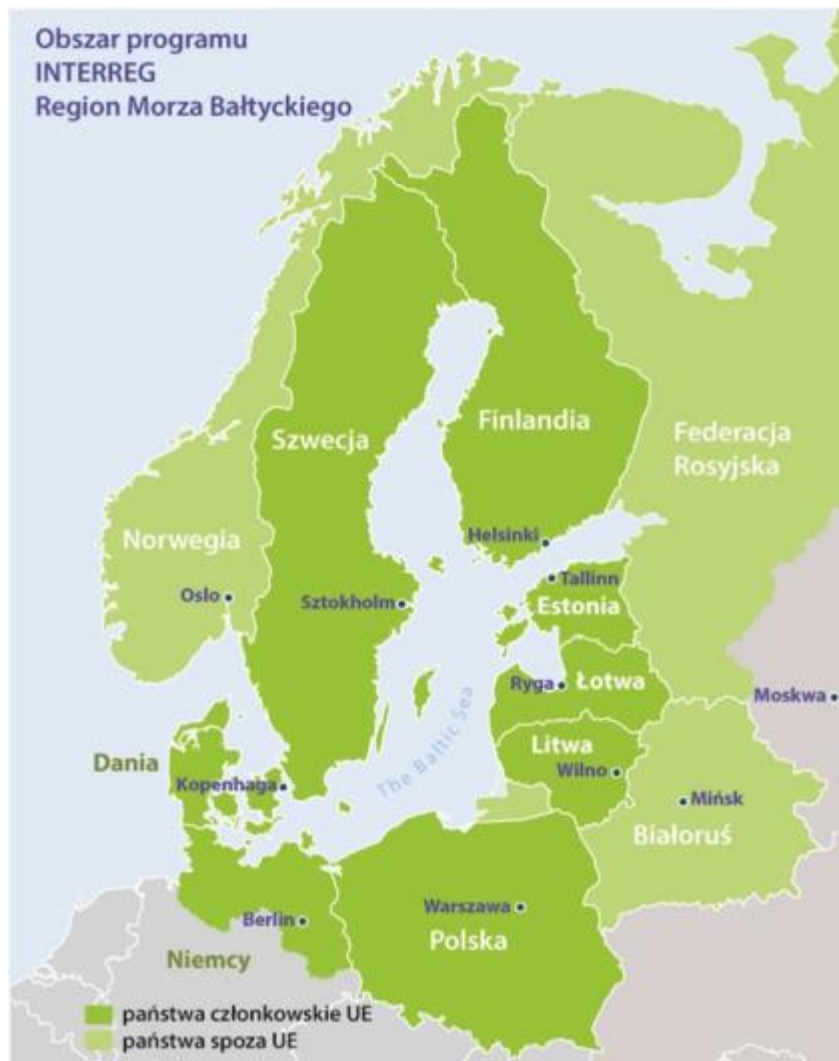 Obszar programu
INTERREG
Region Morza Bałtyckiego
Finlandia
Szwecja
Federacja
Rosyjska
Norwegia
Helsinki
Tallinn
Oslo
Sztokholm
Estonia
Ryga
Łotwa
Moskwa
The Baltic Sea
Litwa
Dania
Wilno
Kopenhaga
Mińsk
Białoruś
Warszawa
Berlin
Polska
Niemcy
państwa członkowskie UE
państwa spoza UE